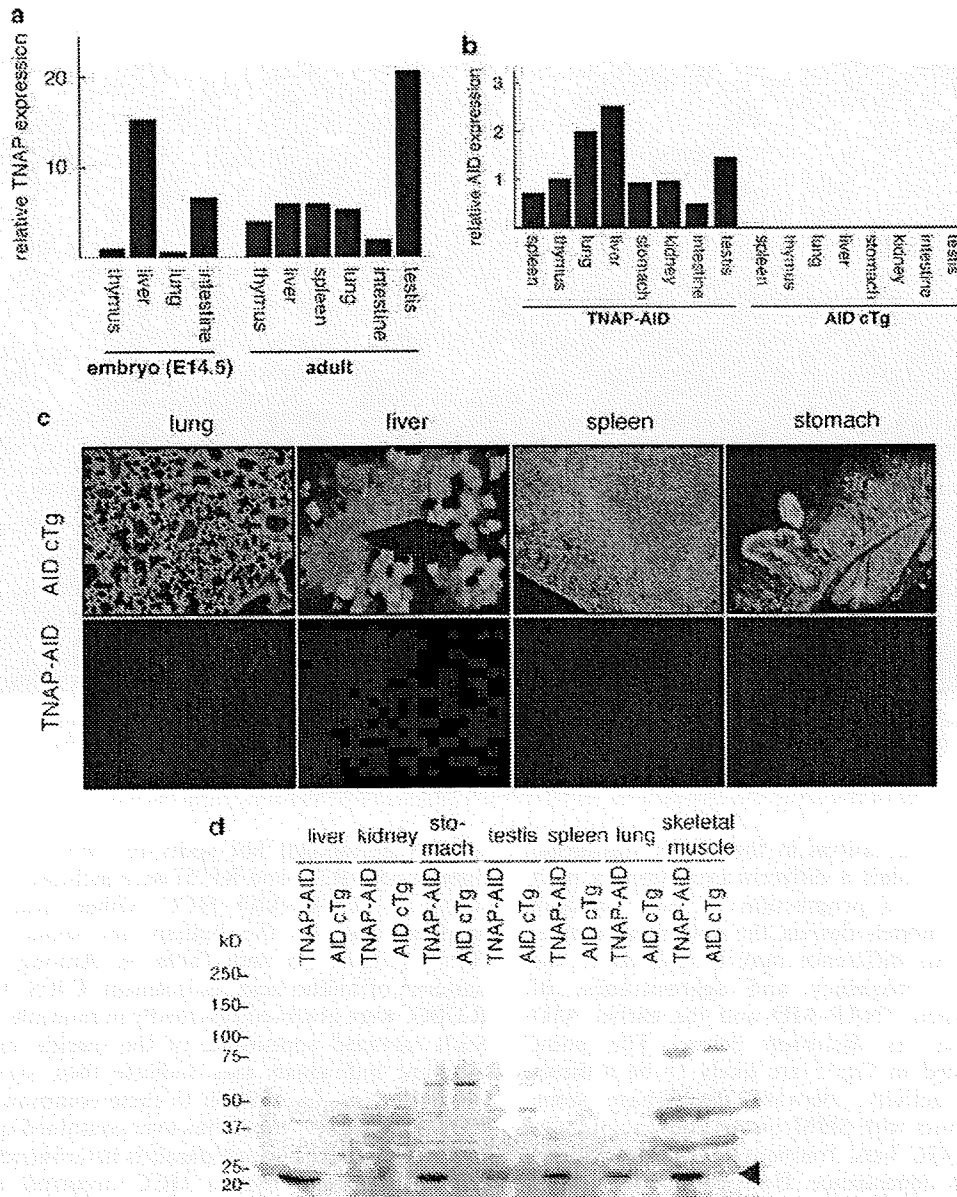 a
relative TNAP expression
20
10
thymus
liver
lung
intestine
thymus
liver
spleen
lung
intestine
testis
embryo (E14.5)
adult
b
relative AID expression
3
2
1
spleen
thymus
lung
liver
stomach
kidney
intestine
testis
spleen
thymus
lung
liver
stomach
kidney
intestine
testis
TNAP-AID
AID cTg
c
lung
liver
spleen
stomach
AID cTg
TNAP-AID
d
liver
kidney
sto-
mach
testis
spleen
lung
skeletal
muscle
TNAP-AID
AID cTg
TNAP-AID
AID cTg
TNAP-AID
AID cTg
TNAP-AID
AID cTg
TNAP-AID
AID cTg
TNAP-AID
AID cTg
TNAP-AID
AID cTg
kD
250-
150-
100-
75-
50-
37-
25-
20-